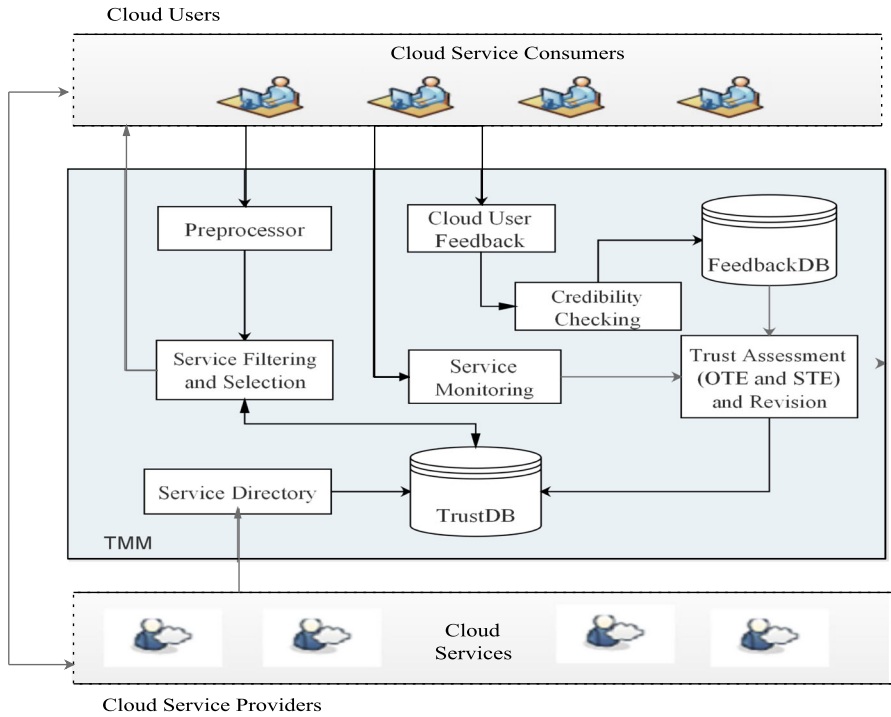 Cloud Users
Cloud Service Consumers
Preprocessor
Cloud User
Feedback
FeedbackDB
Credibility
Checking
Service Filtering
and Selection
Service
Monitoring
Trust Assessment
(OTE and STE)
and Revision
Service Directory
TrustDB
TMM
Cloud
Services
Cloud Service Providers